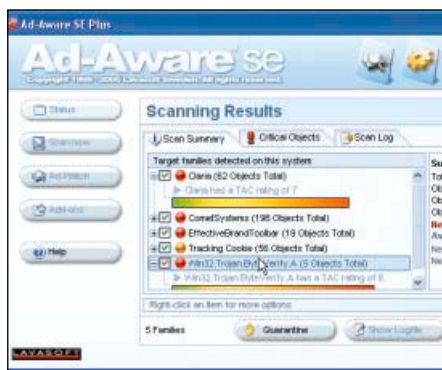 Ad-Aware SE Plus
Ad-Aware se
Status
Scan now
Ad-Watch
Add-ons
Help
Scanning Results
Scan Summary
Critical Objects
Scan Log
Target families detected on this system
Claria (62 Objects Total)
Claria has a TAC rating of 7
CometSystems (196 Objects Total)
EffectiveBrandToolbar (19 Objects Total)
Tracking Cookie (56 Objects Total)
Win32.Trojan.ByteVerify.A (5 Objects Total)
Win32.Trojan.ByteVerify.A has a TAC rating of 8
Right-click an item for more options.
5 Families
Quarantine
Show Logfile
LAVASOFT